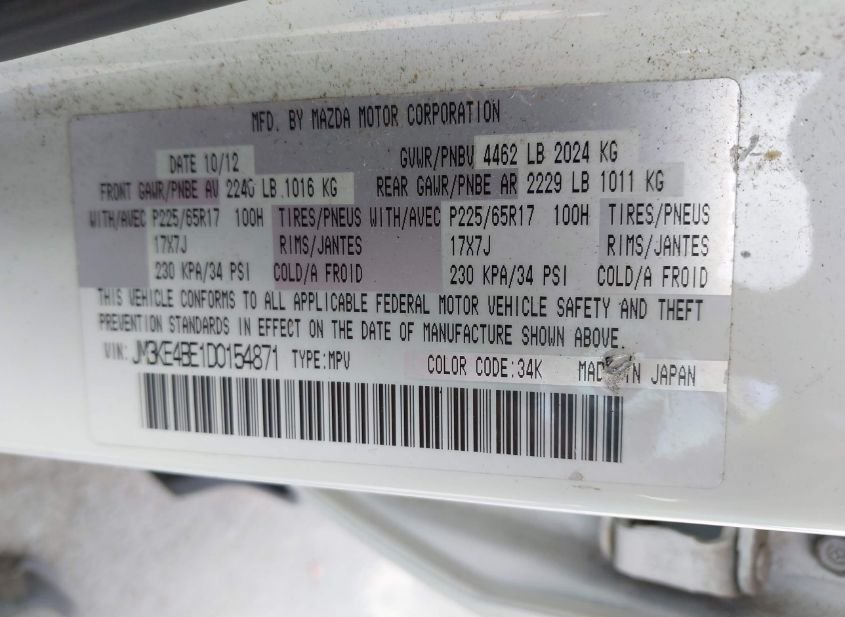 MFD. BY MAZDA MOTOR CORPORATION
DATE 10/12 GVWR/PNBV 4462 LB 2024 KG
FRONT GAWR/PNBE AV 2240 LB 1016 KG REAR GAWR/PNBE AR 2229 LB 1011 KG
WITH/AVEC P225/65R17 100H TIRES/PNEUS WITH/AVEC P225/65R17 100H TIRES/PNEUS
17X7J RIMS/JANTES 17X7J RIMS/JANTES
230 KPA/34 PSI COLD/A FROID 230 KPA/34 PSI COLD/A FROID
THIS VEHICLE CONFORMS TO ALL APPLICABLE FEDERAL MOTOR VEHICLE SAFETY AND THEFT
PREVENTION STANDARDS IN EFFECT ON THE DATE OF MANUFACTURE SHOWN ABOVE.
VIN: JM3KE4BE1D0154871 TYPE:MPV COLOR CODE:34K MADE IN JAPAN